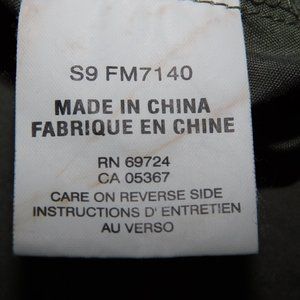 S9 FM7140
MADE IN CHINA
FABRIQUE EN CHINE
RN 69724
CA 05367
CARE ON REVERSE SIDE
INSTRUCTIONS D' ENTRETIEN
AU VERSO